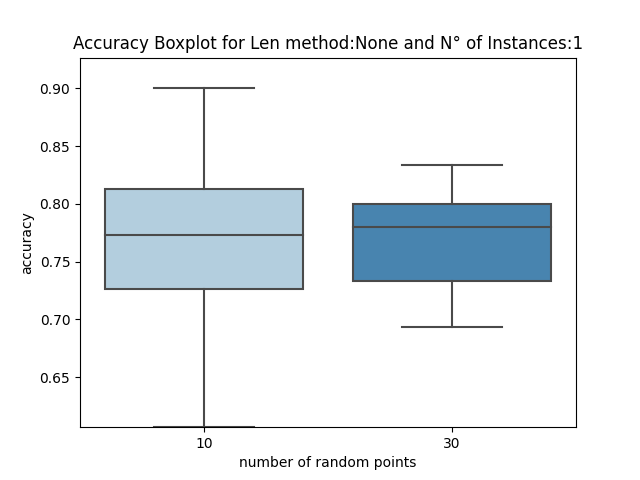 Accuracy Boxplot for Len method:None and N° of Instances:1
0.90
0.85
0.80
0.75
0.70
0.65
accuracy
10 30
number of random points